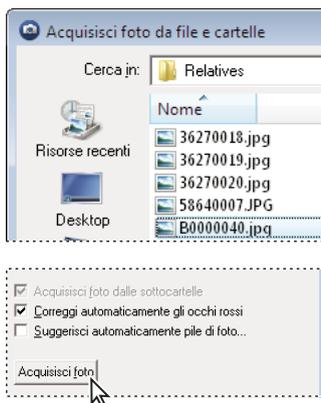 Acquisisci foto da file e cartelle
Cerca in: Relatives
Nome
Risorse recenti
Desktop
36270018.jpg
36270019.jpg
36270020.jpg
58640007.JPG
B0000040.jpg
Acquisisci foto dalle sottocartelle
Correggi automaticamente gli occhi rossi
Suggerisci automaticamente pile di foto...
Acquisisci foto